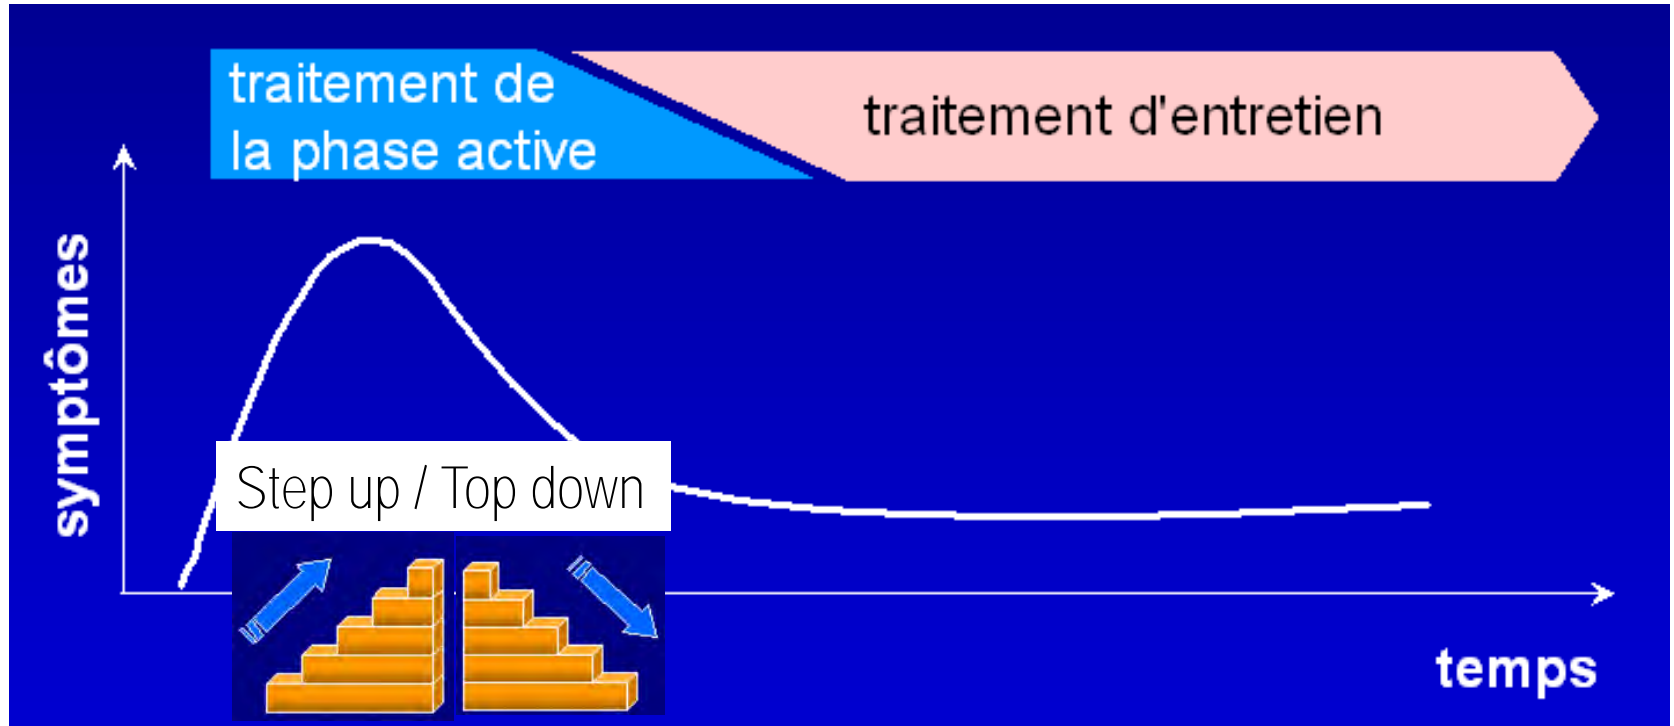 traitement de
la phase active
traitement d'entretien
symptômes
Step up / Top down
temps